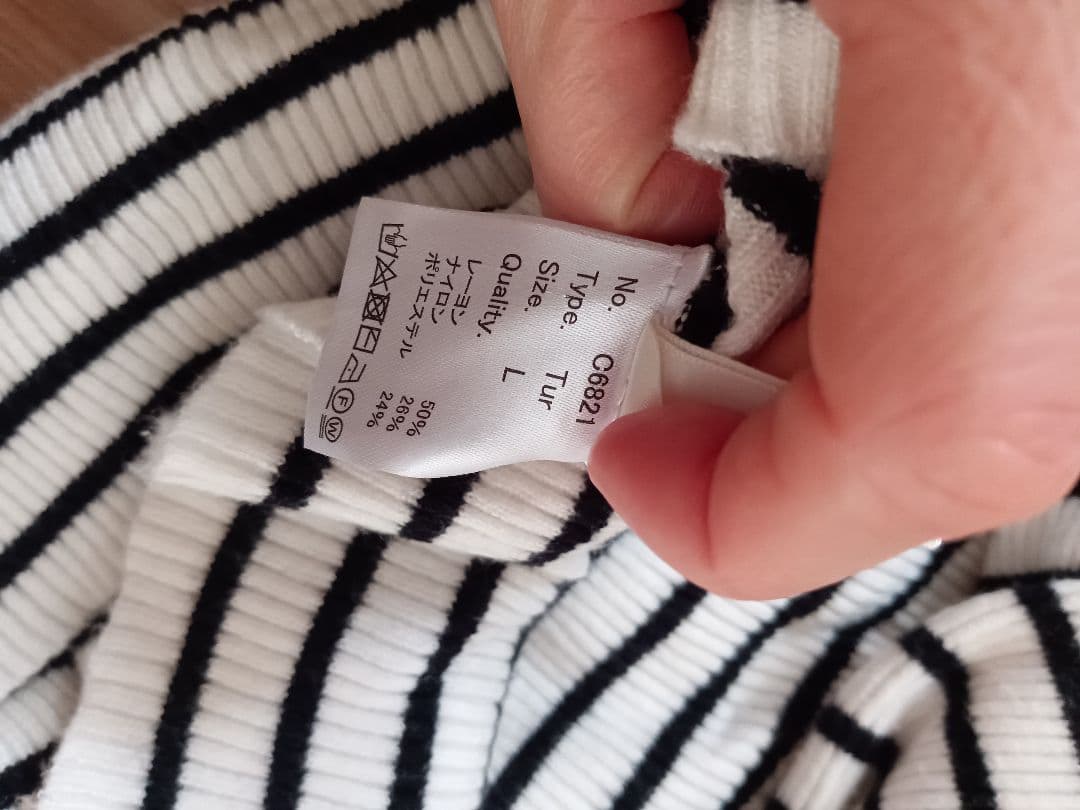 No. C6821
Type. Tur
Size. L
Quality.
レーヨン 50%
ナイロン 26%
ポリエステル 24%
F W